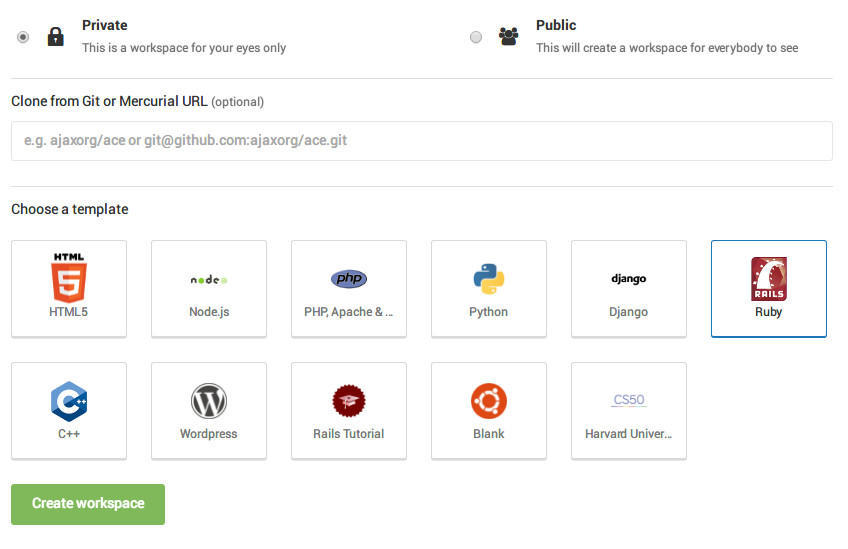 Private
This is a workspace for your eyes only
Public
This will create a workspace for everybody to see
Clone from Git or Mercurial URL (optional)
e.g. ajaxorg/ace or git@github.com:ajaxorg/ace.git
Choose a template
HTML
5
HTML5
node
Node.js
php
PHP, Apache & ...
Python
django
Django
RAILS
Ruby
C++
C++
W
Wordpress
Rails Tutorial
Blank
CS50
Harvard Univer...
Create workspace